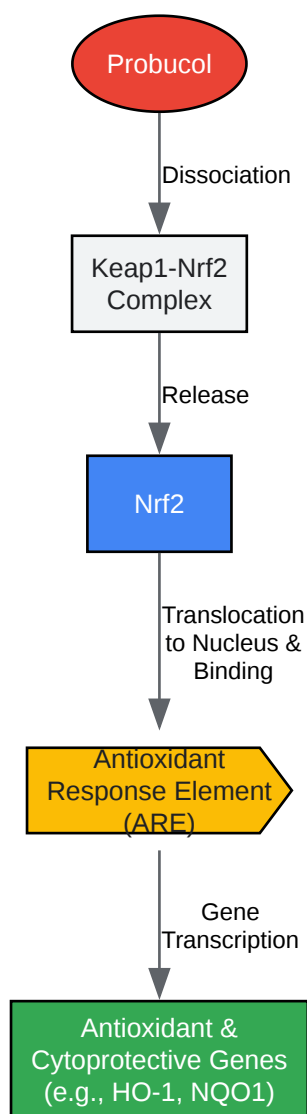 Probucol
Dissociation
Keap1-Nrf2
Complex
Release
Nrf2
Translocation
to Nucleus &
Binding
Antioxidant
Response Element
(ARE)
Gene
Transcription
Antioxidant &
Cytoprotective Genes
(e.g., HO-1, NQO1)